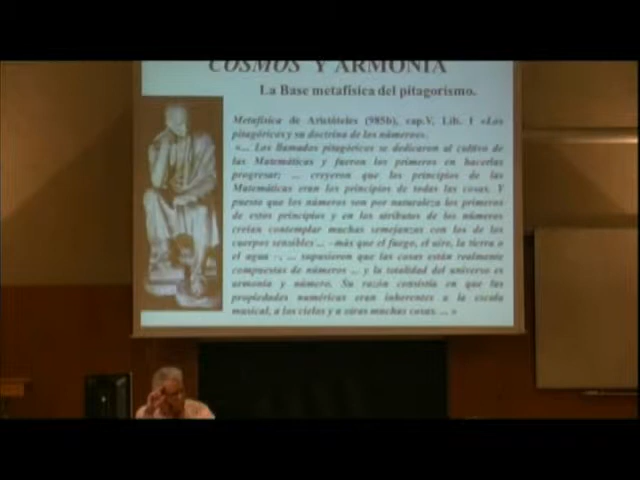 COSMOS Y ARMONÍA
La Base metafísica del pitagorismo.
Metafísica de Aristóteles (985b), cap.V, Lib. I «Los
pitagóricos y su doctrina de los números».
«... Los llamados pitagóricos se dedicaron al cultivo de
las Matemáticas y fueron los primeros en hacerlas
progresar; ... creyeron que los principios de las
Matemáticas eran los principios de todas las cosas. Y
puesto que los números son por naturaleza los primeros
de estos principios y en los atributos de los números
creían contemplar muchas semejanzas con los de los
cuerpos sensibles ... –más que el fuego, el aire, la tierra o
el agua –, ... supusieron que las cosas están realmente
compuestas de números ... y la totalidad del universo es
armonía y número. Su razón consistía en que las
propiedades numéricas eran inherentes a la escala
musical, a los cielos y a otras muchas cosas. ... »